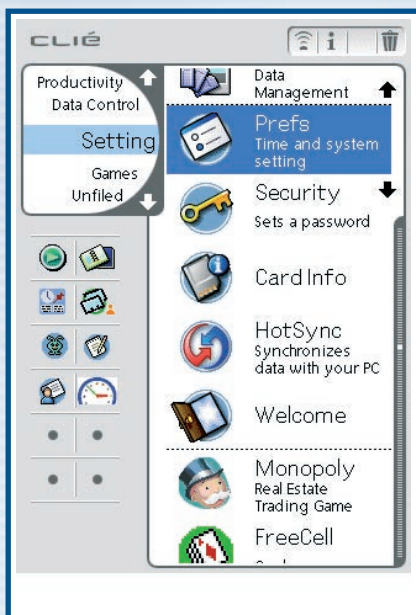 CLIÉ
i
Productivity
Data Control
Setting
Games
Unfiled
Data
Management
Prefs
Time and system
setting
Security
Sets a password
Card Info
HotSync
Synchronizes
data with your PC
Welcome
Monopoly
Real Estate
Trading Game
FreeCell